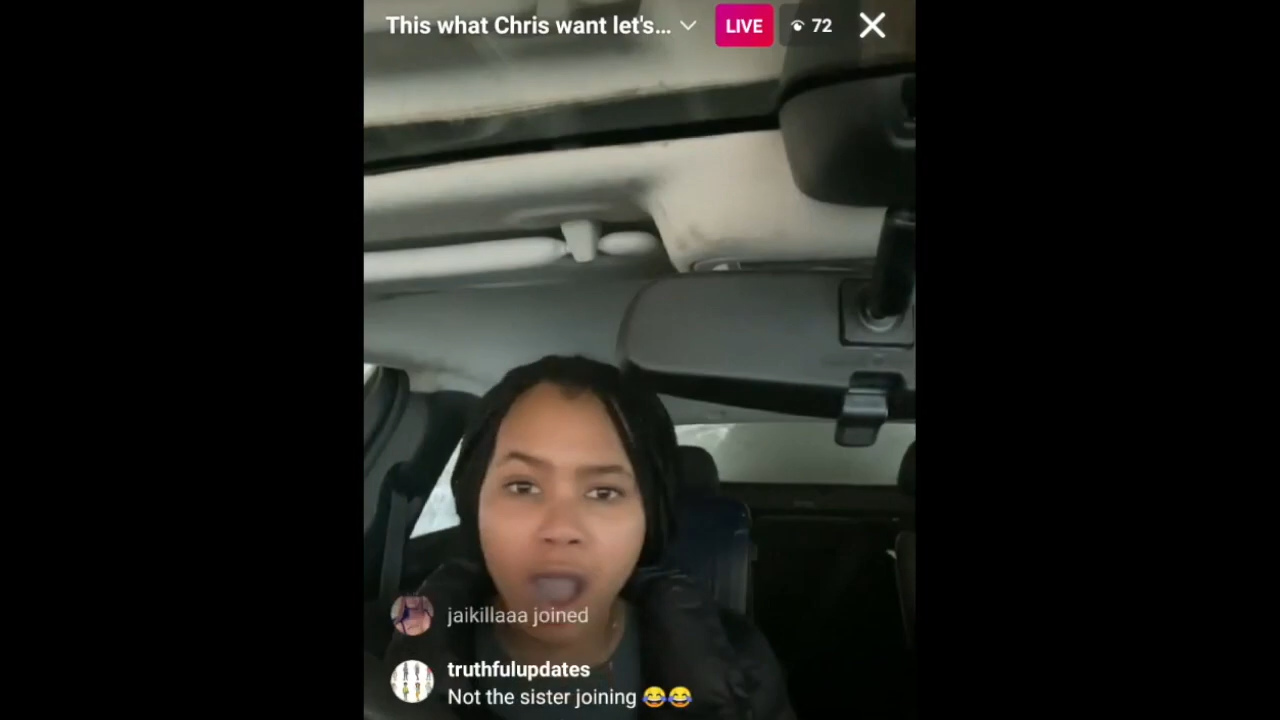 This what Chris want let's...
LIVE
72
jaikillaaa joined
truthfulupdates
Not the sister joining 😂😂